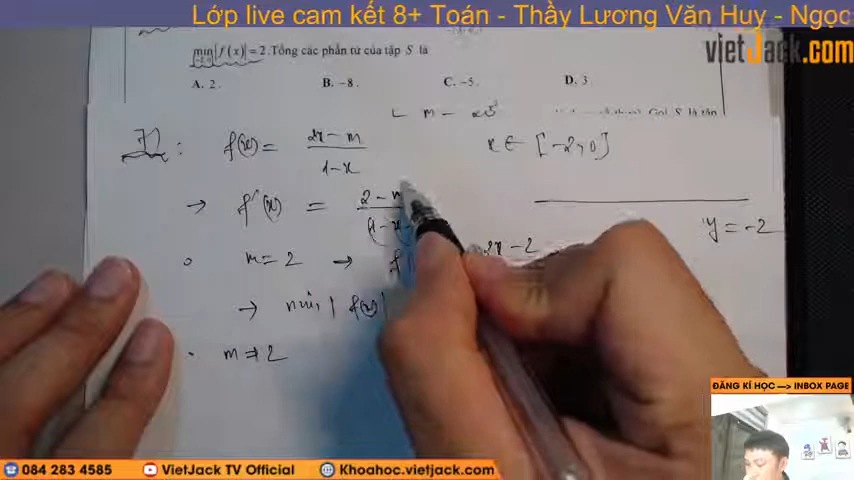 Lớp live cam kết 8+ Toán - Thầy Lương Văn Huy - Ngọc
vietJack.com
min |f(x)| = 2. Tổng các phần tử của tập S là
A. 2. B. −8. C. −5. D. 3.
f(x) = (2x − m)/(1 − x) x ∈ [−2; 0]
→ f'(x) = 2 − m
y = −2
m = 2 → 2x − 2
→ min | f(x) |
m ≠ 2
ĐĂNG KÍ HỌC → INBOX PAGE
084 283 4585 VietJack TV Official Khoahoc.vietjack.com